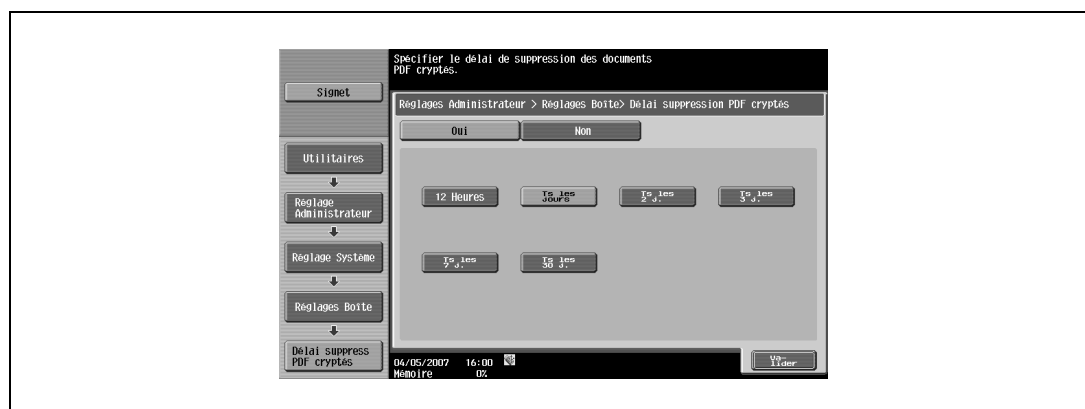 Spécifier le délai de suppression des documents
PDF cryptés.
Signet
Réglages Administrateur > Réglages Boîte> Délai suppression PDF cryptés
Oui
Non
Utilitaires
Réglage
Administrateur
Réglage Système
Réglages Boîte
Délai suppress
PDF cryptés
12 Heures
Ts les
Jours
Ts les
2 J.
Ts les
3 J.
Ts les
7 J.
Ts les
30 J.
04/05/2007 16:00
Mémoire 0%
Va-
lider